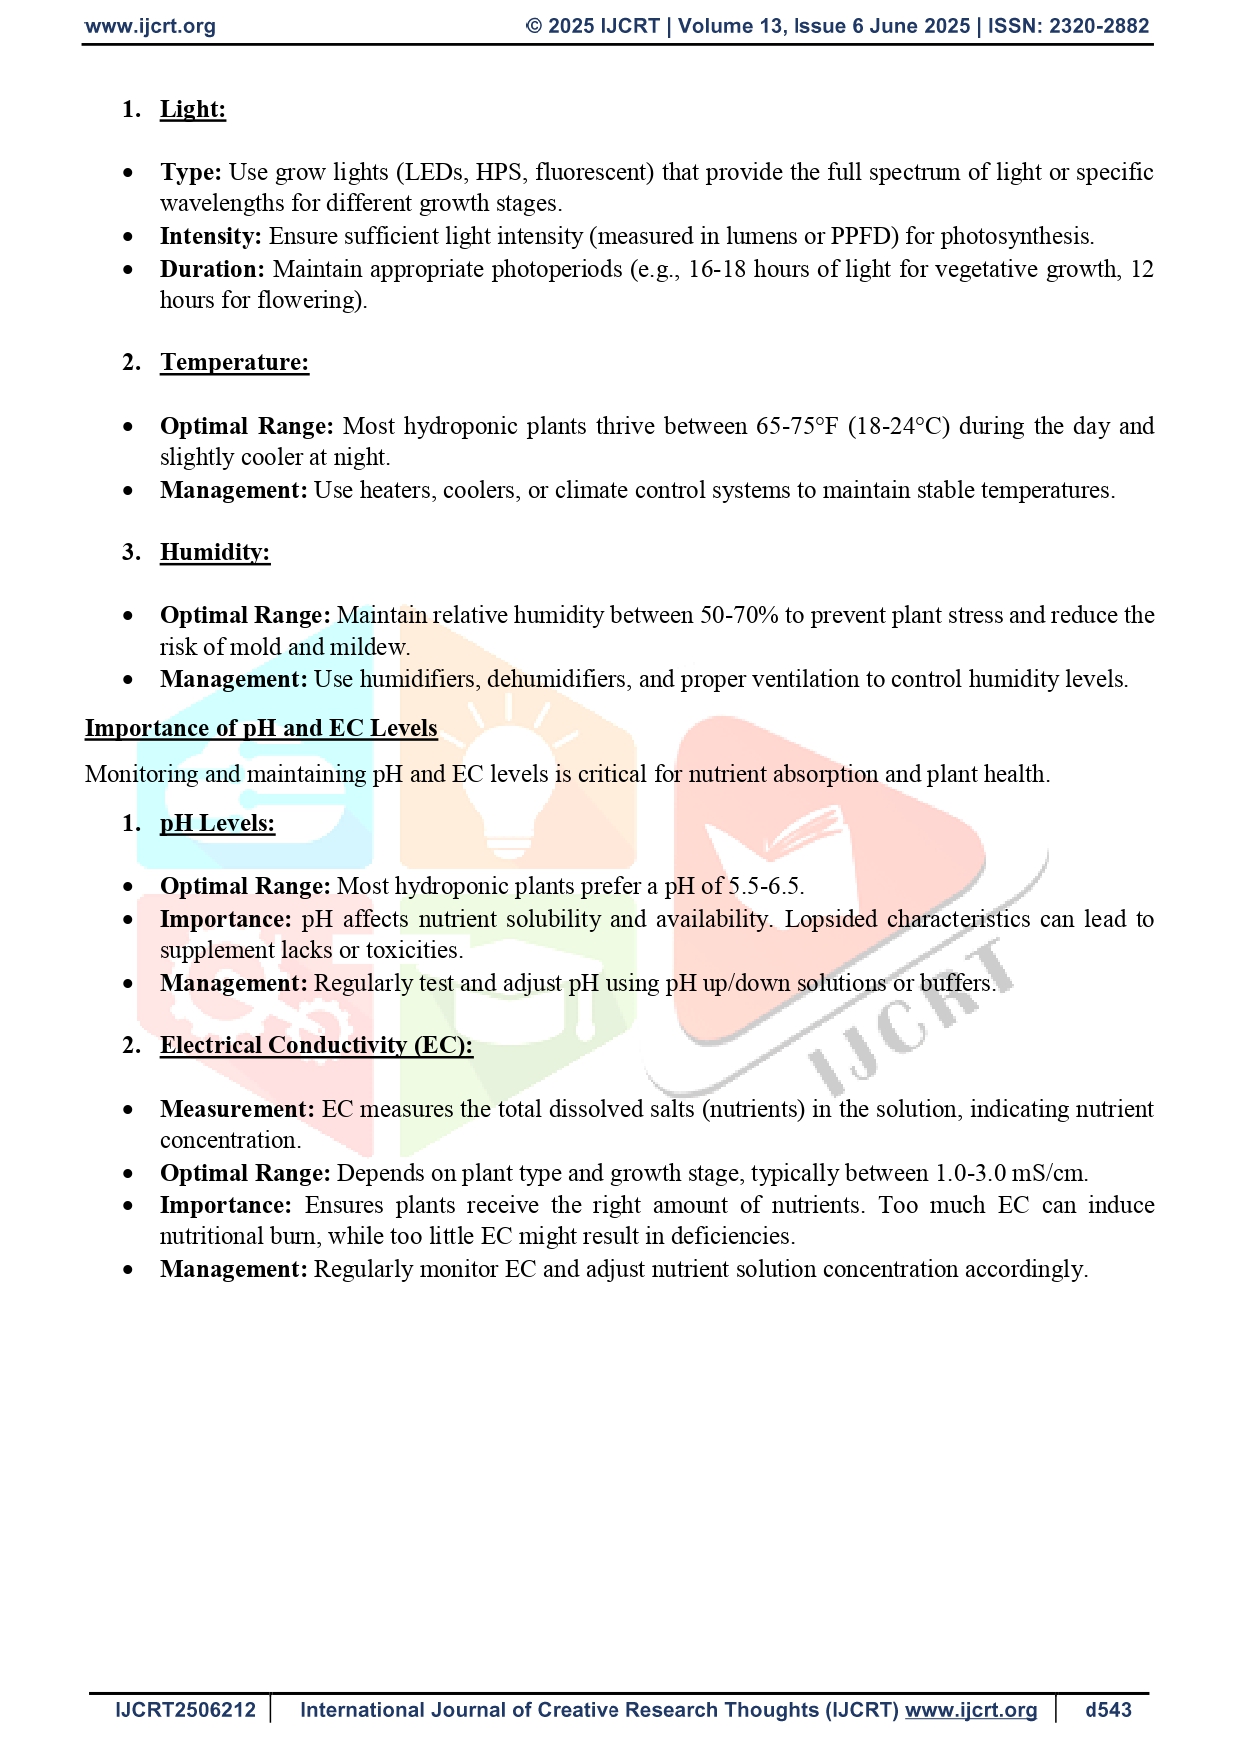 www.ijcrt.org © 2025 IJCRT | Volume 13, Issue 6 June 2025 | ISSN: 2320-2882
1. Light:
• Type: Use grow lights (LEDs, HPS, fluorescent) that provide the full spectrum of light or specific
wavelengths for different growth stages.
• Intensity: Ensure sufficient light intensity (measured in lumens or PPFD) for photosynthesis.
• Duration: Maintain appropriate photoperiods (e.g., 16-18 hours of light for vegetative growth, 12
hours for flowering).
2. Temperature:
• Optimal Range: Most hydroponic plants thrive between 65-75°F (18-24°C) during the day and
slightly cooler at night.
• Management: Use heaters, coolers, or climate control systems to maintain stable temperatures.
3. Humidity:
• Optimal Range: Maintain relative humidity between 50-70% to prevent plant stress and reduce the
risk of mold and mildew.
• Management: Use humidifiers, dehumidifiers, and proper ventilation to control humidity levels.
Importance of pH and EC Levels
Monitoring and maintaining pH and EC levels is critical for nutrient absorption and plant health.
1. pH Levels:
• Optimal Range: Most hydroponic plants prefer a pH of 5.5-6.5.
• Importance: pH affects nutrient solubility and availability. Lopsided characteristics can lead to
supplement lacks or toxicities.
• Management: Regularly test and adjust pH using pH up/down solutions or buffers.
IJCRT
2. Electrical Conductivity (EC):
• Measurement: EC measures the total dissolved salts (nutrients) in the solution, indicating nutrient
concentration.
• Optimal Range: Depends on plant type and growth stage, typically between 1.0-3.0 mS/cm.
• Importance: Ensures plants receive the right amount of nutrients. Too much EC can induce
nutritional burn, while too little EC might result in deficiencies.
• Management: Regularly monitor EC and adjust nutrient solution concentration accordingly.
IJCRT2506212 International Journal of Creative Research Thoughts (IJCRT) www.ijcrt.org d543